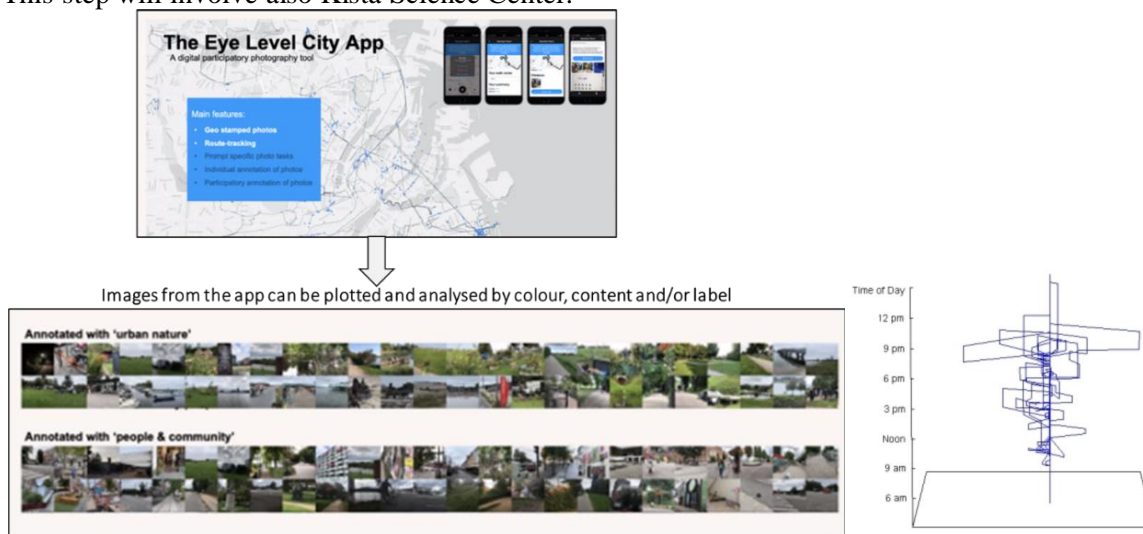 This step will involve also Kista Science Center.
The Eye Level City App
A digital participatory photography tool
Main features:
• Geo stamped photos
• Route-tracking
• Prompt specific photo tasks
• Individual annotation of photos
• Participatory annotation of photos
Images from the app can be plotted and analysed by colour, content and/or label
Annotated with 'urban nature'
Annotated with 'people & community'
Time of Day
12 pm
9 pm
6 pm
3 pm
Noon
9 am
6 am